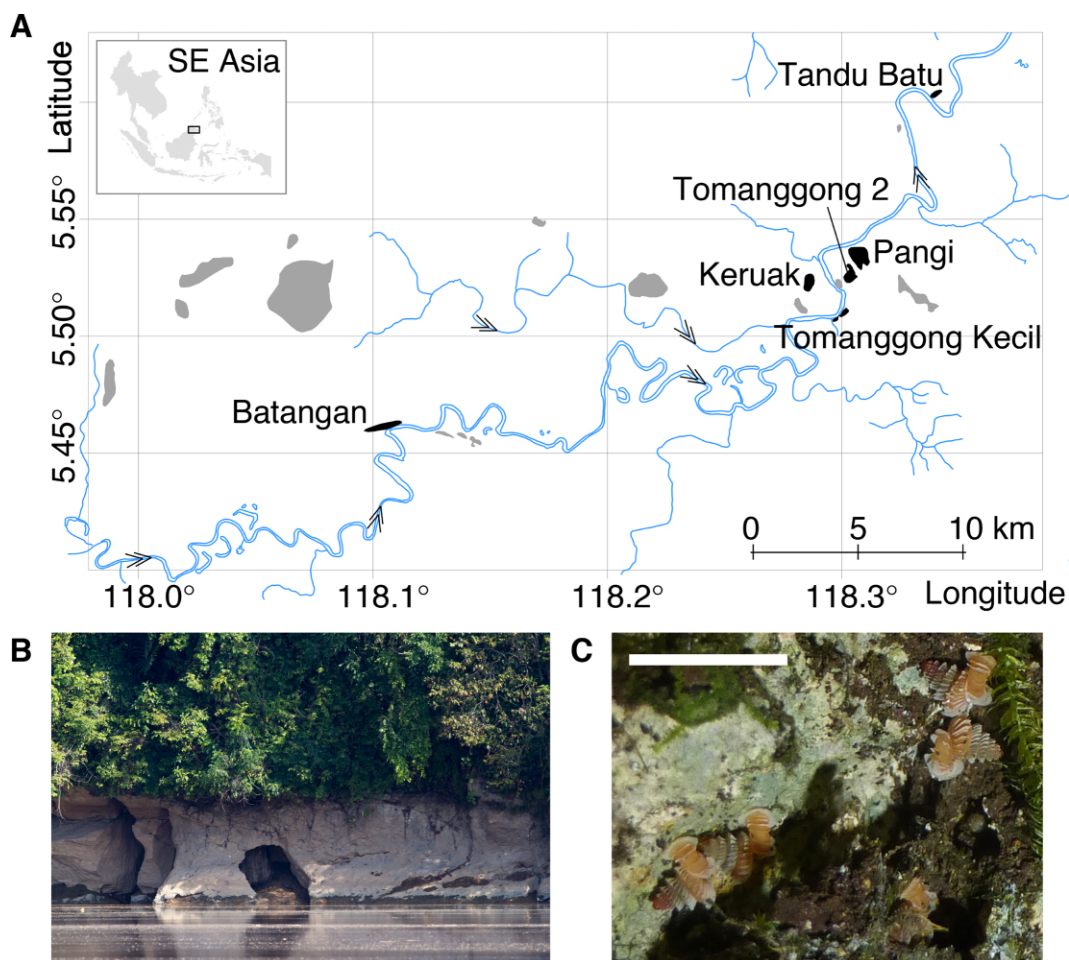 A
Latitude
SE Asia
Tandu Batu
5.55°
Tomanggong 2
Pangi
Keruak
5.50°
Tomanggong Kecil
Batangan
5.45°
0 5 10 km
118.0° 118.1° 118.2° 118.3° Longitude
B
C